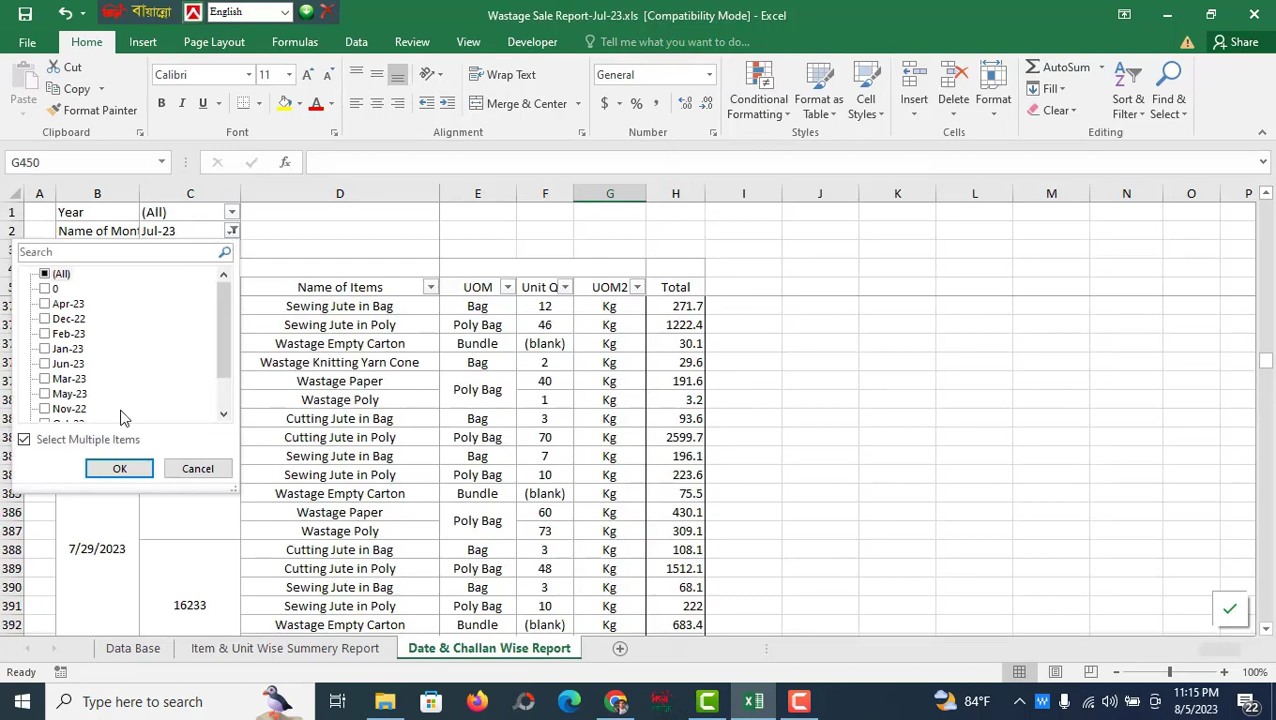 বায়ান্নো English Wastage Sale Report-Jul-23.xls [Compatibility Mode] - Excel
File Home Insert Page Layout Formulas Data Review View Developer Tell me what you want to do... Share
Cut Calibri 11 Wrap Text General AutoSum
Copy Fill
Paste Format Painter B I U Merge & Center $ % Conditional Formatting Format as Table Cell Styles Insert Delete Format Clear Sort & Filter Find & Select
Clipboard Font Alignment Number Styles Cells Editing
G450 fx
A B C D E F G H I J K L M N O P
1 Year (All)
2 Name of Mon Jul-23
Search
(All)
0
Apr-23
Dec-22
Feb-23
Jan-23
Jun-23
Mar-23
May-23
Nov-22
Select Multiple Items
OK Cancel
5 Name of Items UOM Unit Q UOM2 Total
Sewing Jute in Bag Bag 12 Kg 271.7
Sewing Jute in Poly Poly Bag 46 Kg 1222.4
Wastage Empty Carton Bundle (blank) Kg 30.1
Wastage Knitting Yarn Cone Bag 2 Kg 29.6
Wastage Paper Poly Bag 40 Kg 191.6
Wastage Poly 1 Kg 3.2
Cutting Jute in Bag Bag 3 Kg 93.6
Cutting Jute in Poly Poly Bag 70 Kg 2599.7
Sewing Jute in Bag Bag 7 Kg 196.1
Sewing Jute in Poly Poly Bag 10 Kg 223.6
385 Wastage Empty Carton Bundle (blank) Kg 75.5
386 Wastage Paper Poly Bag 60 Kg 430.1
387 Wastage Poly 73 Kg 309.1
388 7/29/2023 Cutting Jute in Bag Bag 3 Kg 108.1
389 Cutting Jute in Poly Poly Bag 48 Kg 1512.1
390 Sewing Jute in Bag Bag 3 Kg 68.1
391 16233 Sewing Jute in Poly Poly Bag 10 Kg 222
392 Wastage Empty Carton Bundle (blank) Kg 683.4
Data Base Item & Unit Wise Summery Report Date & Challan Wise Report
Ready 100%
Type here to search 84°F 11:15 PM
8/5/2023 22